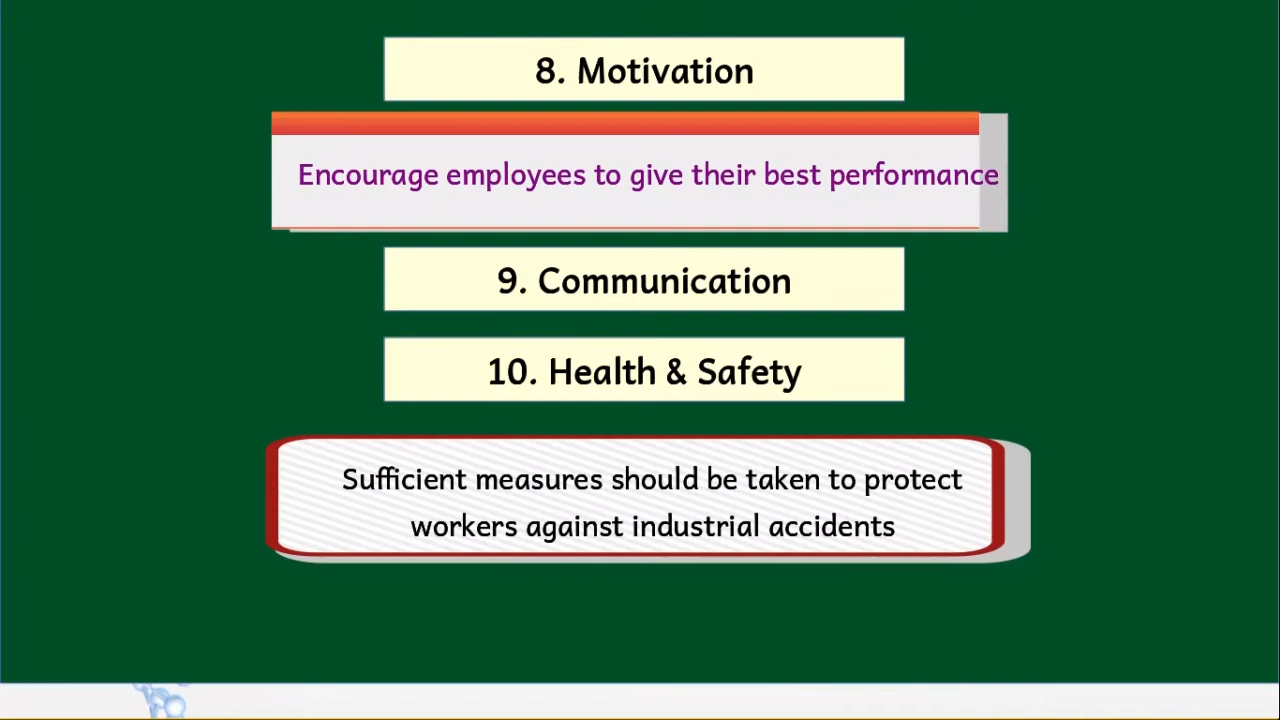 8. Motivation
Encourage employees to give their best performance
9. Communication
10. Health & Safety
Sufficient measures should be taken to protect
workers against industrial accidents